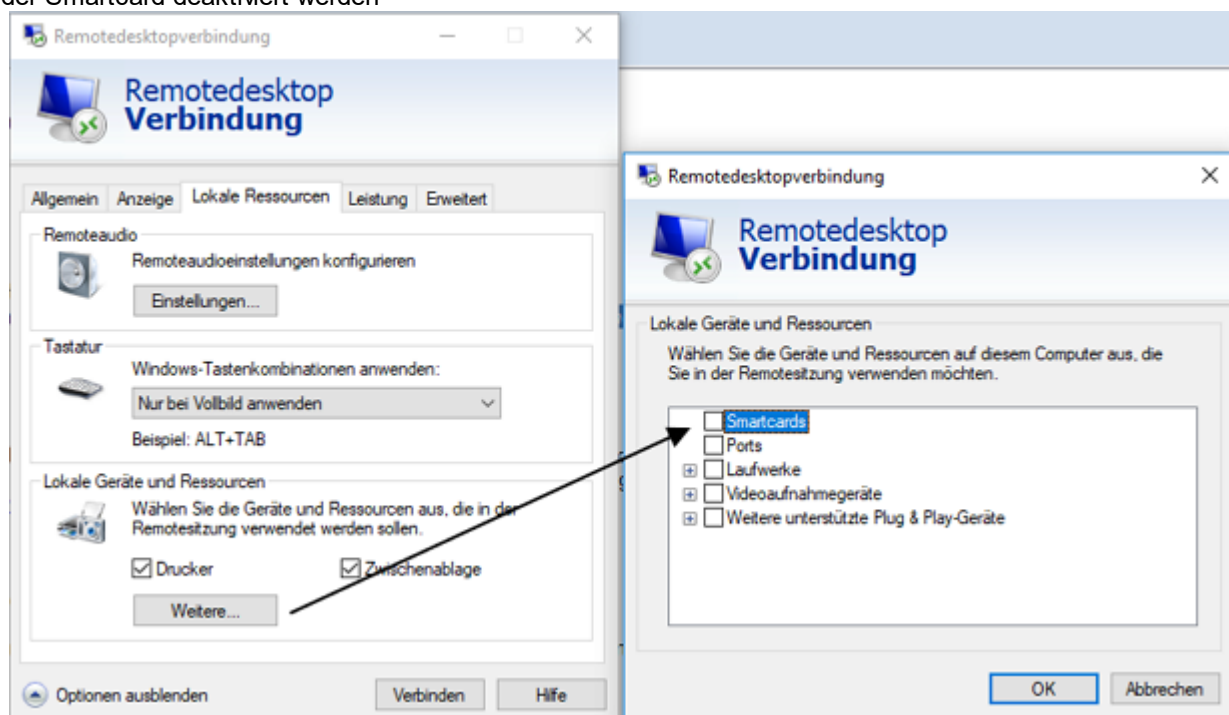 der Smartcard deaktiviert werden
Remotedesktopverbindung
Remotedesktop
Verbindung
Allgemein Anzeige Lokale Ressourcen Leistung Erweitert
Remoteaudio
Remoteaudioeinstellungen konfigurieren
Einstellungen...
Tastatur
Windows-Tastenkombinationen anwenden:
Nur bei Vollbild anwenden
Beispiel: ALT+TAB
Lokale Geräte und Ressourcen
Wählen Sie die Geräte und Ressourcen aus, die in der
Remotesitzung verwendet werden sollen.
Drucker Zwischenablage
Weitere...
Optionen ausblenden Verbinden Hilfe
Remotedesktopverbindung
Remotedesktop
Verbindung
Lokale Geräte und Ressourcen
Wählen Sie die Geräte und Ressourcen auf diesem Computer aus, die
Sie in der Remotesitzung verwenden möchten.
Smartcards
Ports
Laufwerke
Videoaufnahmegeräte
Weitere unterstützte Plug & Play-Geräte
OK Abbrechen